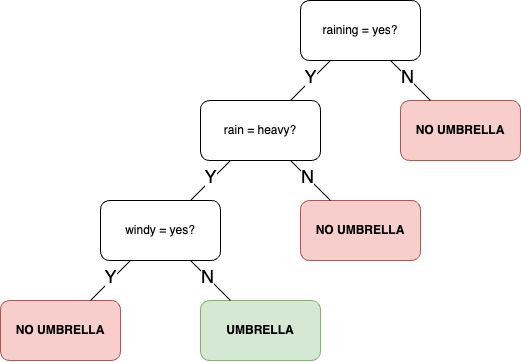 raining = yes?
Y
N
rain = heavy?
NO UMBRELLA
Y
N
windy = yes?
NO UMBRELLA
Y
N
NO UMBRELLA
UMBRELLA